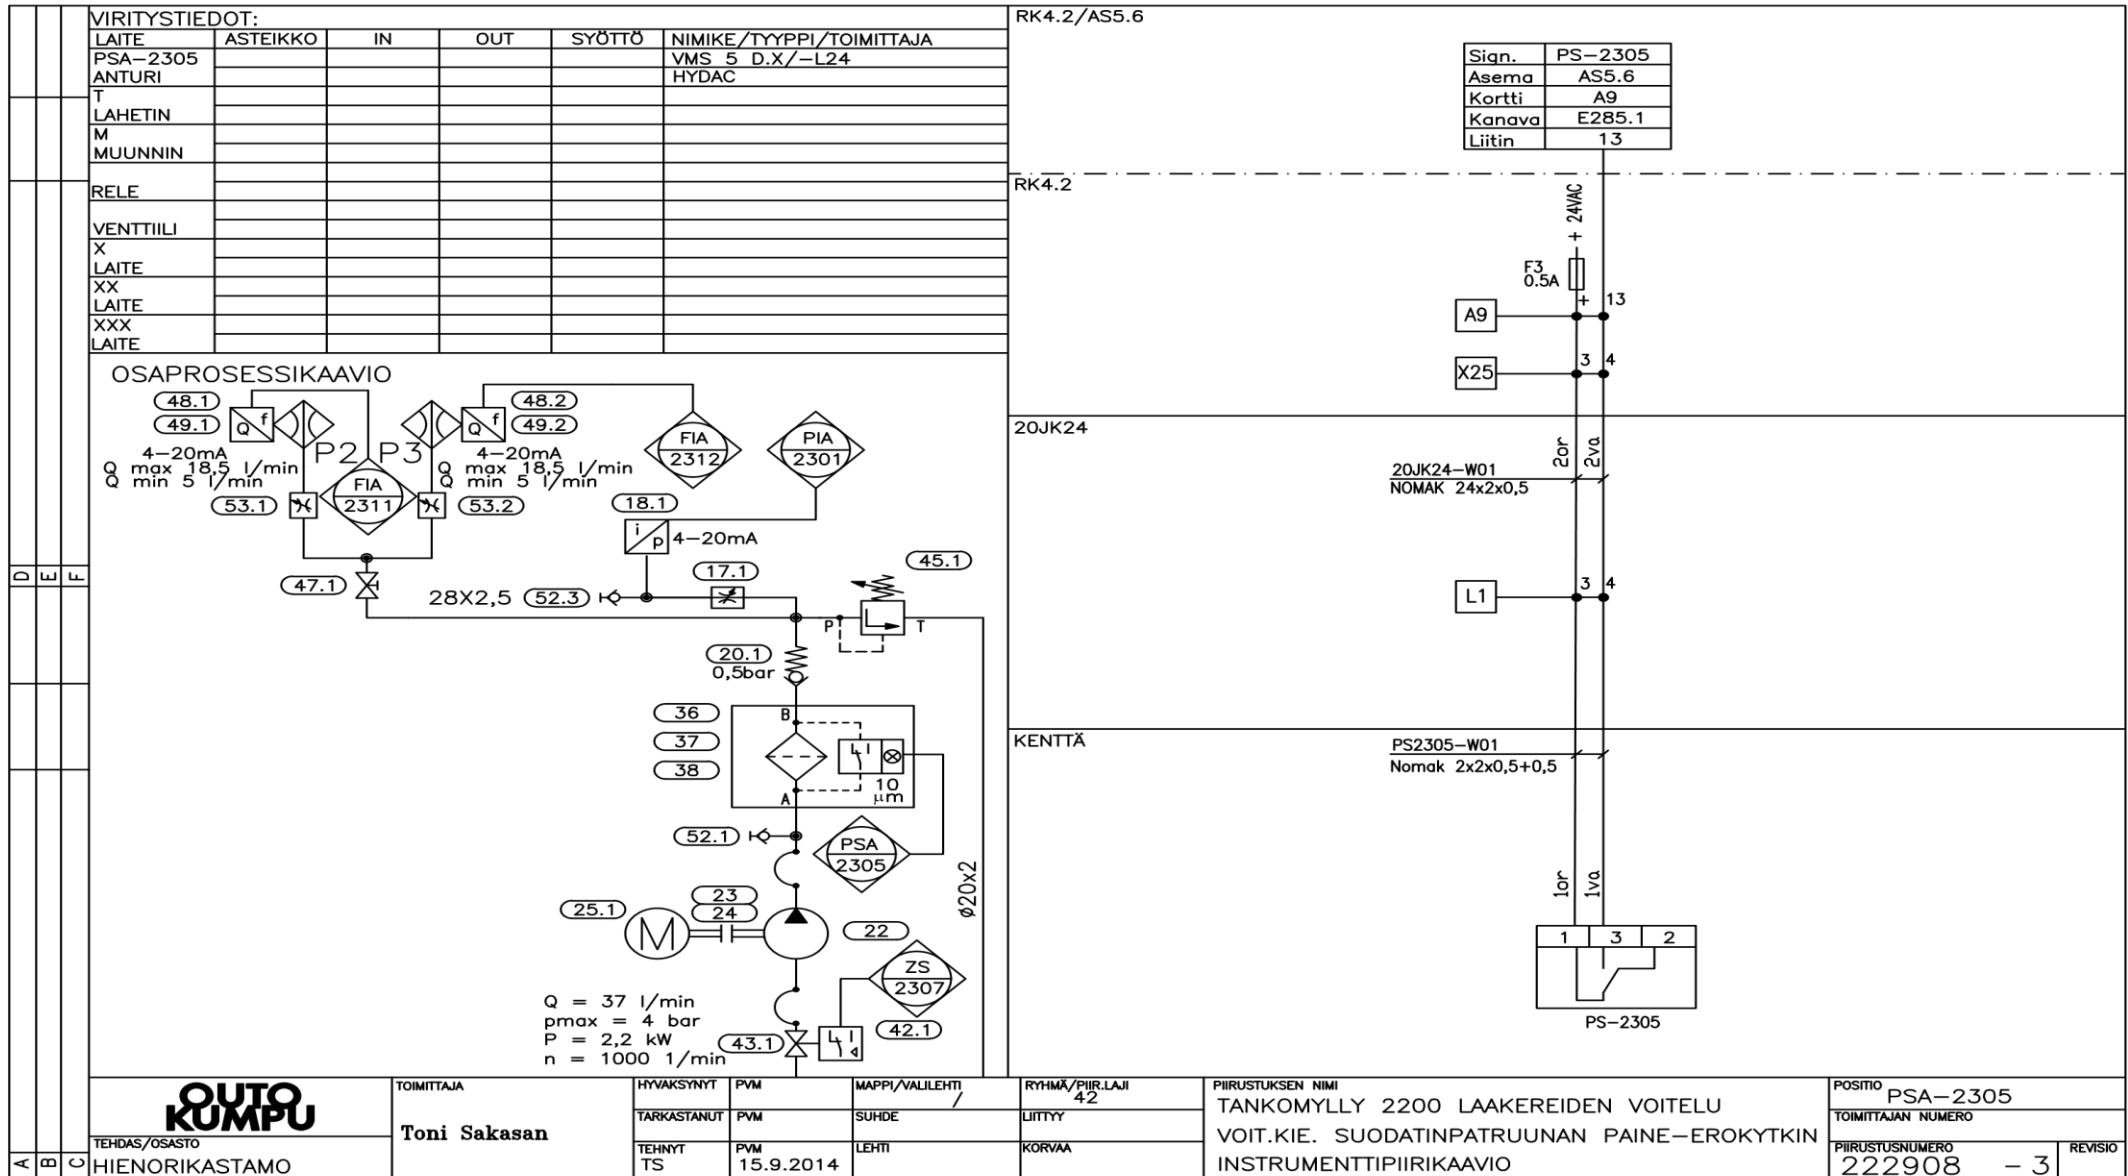 VIRITYSTIEDOT:
LAITE ASTEIKKO IN OUT SYÖTTÖ NIMIKE/TYYPPI/TOIMITTAJA
PSA-2305 VMS 5 D.X/-L24
ANTURI HYDAC
T
LAHETIN
M
MUUNNIN
RELE
VENTTIILI
X
LAITE
XX
LAITE
XXX
LAITE
OSAPROSESSIKAAVIO
48.1
49.1
Q f
P2
4-20mA
Q max 18,5 l/min
Q min 5 l/min
53.1
FIA
2311
P3
48.2
49.2
Q f
4-20mA
Q max 18,5 l/min
Q min 5 l/min
53.2
FIA
2312
PIA
2301
18.1
i
p
4-20mA
47.1
28X2,5
52.3
17.1
45.1
P
T
20.1
0,5bar
36
37
38
B
A
10
µm
52.1
PSA
2305
ø20x2
25.1
M
23
24
22
ZS
2307
42.1
43.1
Q = 37 l/min
pmax = 4 bar
P = 2,2 kW
n = 1000 1/min
RK4.2/AS5.6
Sign. PS-2305
Asema AS5.6
Kortti A9
Kanava E285.1
Liitin 13
RK4.2
+ 24VAC
F3
0.5A
+ 13
A9
3 4
X25
20JK24
2or 2va
20JK24-W01
NOMAK 24x2x0,5
3 4
L1
KENTTÄ
PS2305-W01
Nomak 2x2x0,5+0,5
1or 1va
1 3 2
PS-2305
D E F
A B C
OUTO
KUMPU
TEHDAS/OSASTO
HIENORIKASTAMO
TOIMITTAJA
Toni Sakasan
HYVAKSYNYT PVM MAPPI/VALILEHTI
/
RYHMÄ/PIIR.LAJI
42
TARKASTANUT PVM SUHDE LIITTYY
TEHNYT PVM LEHTI KORVAA
TS 15.9.2014
PIIRUSTUKSEN NIMI
TANKOMYLLY 2200 LAAKEREIDEN VOITELU
VOIT.KIE. SUODATINPATRUUNAN PAINE-EROKYTKIN
INSTRUMENTTIPIIRIKAAVIO
POSITIO
PSA-2305
TOIMITTAJAN NUMERO
PIIRUSTUSNUMERO REVISIO
222908 - 3